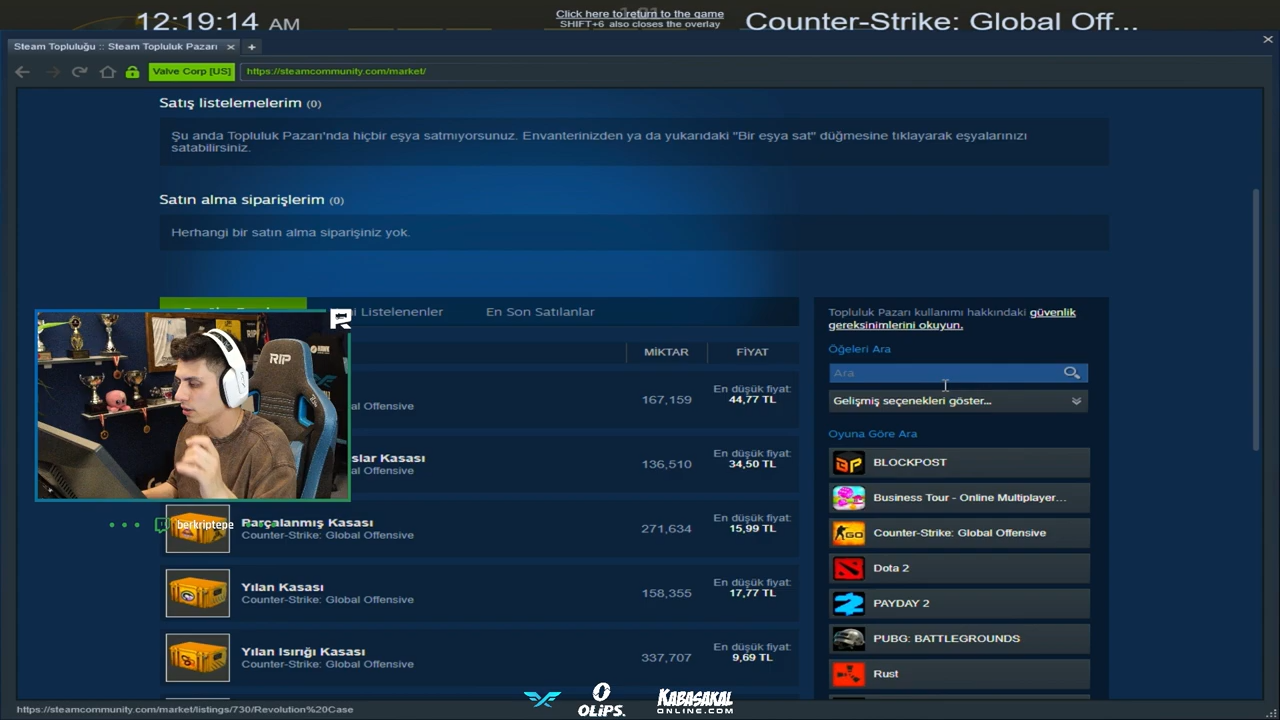 12:19:14 AM
Click here to return to the game
SHIFT+6 also closes the overlay
Counter-Strike: Global Off...
Steam Topluluğu :: Steam Topluluk Pazarı
Valve Corp [US]
https://steamcommunity.com/market/
Satış listelemelerim (0)
Şu anda Topluluk Pazarı'nda hiçbir eşya satmıyorsunuz. Envanterinizden ya da yukarıdaki "Bir eşya sat" düğmesine tıklayarak eşyalarınızı
satabilirsiniz.
Satın alma siparişlerim (0)
Herhangi bir satın alma siparişiniz yok.
Listelenenler
En Son Satılanlar
MİKTAR
FİYAT
Offensive
167,159
En düşük fiyat:
44,77 TL
slar Kasası
Offensive
136,510
En düşük fiyat:
34,50 TL
Parçalanmış Kasası
Counter-Strike: Global Offensive
271,634
En düşük fiyat:
15,99 TL
Yılan Kasası
Counter-Strike: Global Offensive
158,355
En düşük fiyat:
17,77 TL
Yılan Isırığı Kasası
Counter-Strike: Global Offensive
337,707
En düşük fiyat:
9,69 TL
Topluluk Pazarı kullanımı hakkındaki güvenlik
gereksinimlerini okuyun.
Öğeleri Ara
Ara
Gelişmiş seçenekleri göster...
Oyuna Göre Ara
BLOCKPOST
Business Tour - Online Multiplayer...
Counter-Strike: Global Offensive
Dota 2
PAYDAY 2
PUBG: BATTLEGROUNDS
Rust
RIP
berkriptepe
OLiPS.
KABASAKAL
ONLINE.COM
https://steamcommunity.com/market/listings/730/Revolution%20Case